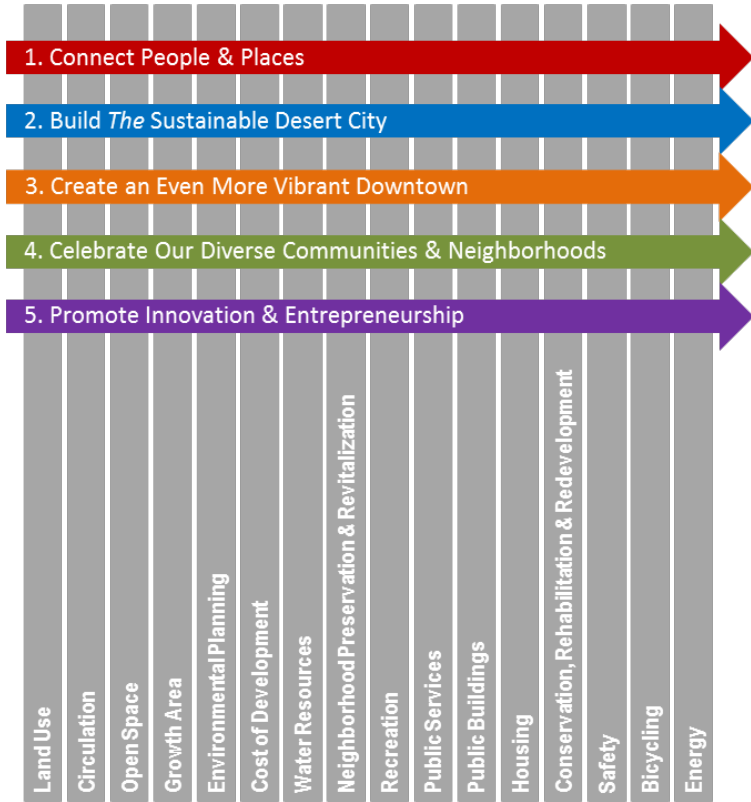 1. Connect People & Places
2. Build The Sustainable Desert City
3. Create an Even More Vibrant Downtown
4. Celebrate Our Diverse Communities & Neighborhoods
5. Promote Innovation & Entrepreneurship
Land Use
Circulation
Open Space
Growth Area
Environmental Planning
Cost of Development
Water Resources
Neighborhood Preservation & Revitalization
Recreation
Public Services
Public Buildings
Housing
Conservation, Rehabilitation & Redevelopment
Safety
Bicycling
Energy